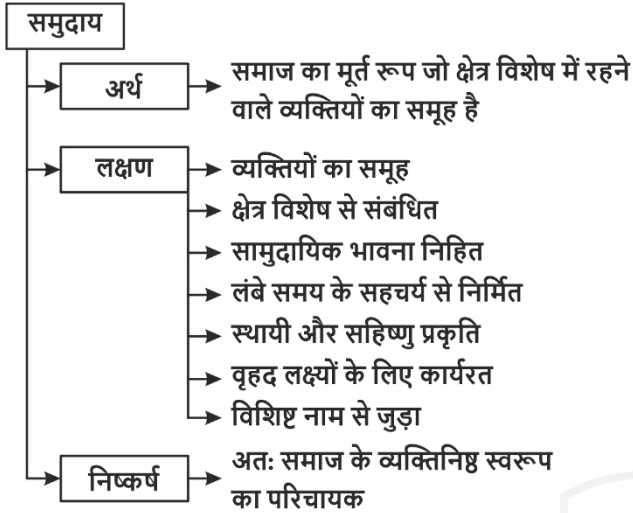 समुदाय
अर्थ
समाज का मूर्त रूप जो क्षेत्र विशेष में रहने
वाले व्यक्तियों का समूह है
लक्षण
व्यक्तियों का समूह
क्षेत्र विशेष से संबंधित
सामुदायिक भावना निहित
लंबे समय के सहचर्य से निर्मित
स्थायी और सहिष्णु प्रकृति
वृहद लक्ष्यों के लिए कार्यरत
विशिष्ट नाम से जुड़ा
निष्कर्ष
अत: समाज के व्यक्तिनिष्ठ स्वरूप
का परिचायक